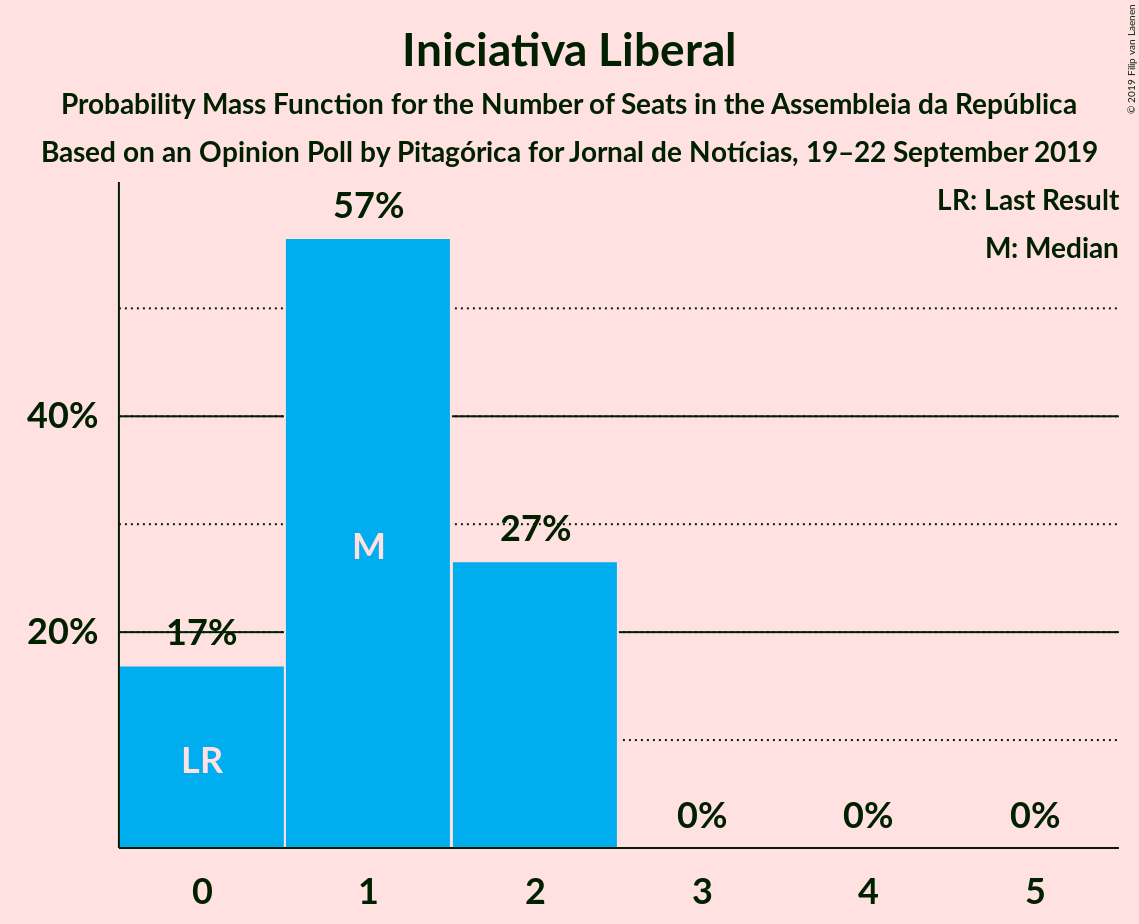 Iniciativa Liberal
Probability Mass Function for the Number of Seats in the Assembleia da República
Based on an Opinion Poll by Pitagórica for Jornal de Notícias, 19–22 September 2019
© 2019 Filip van Laenen
LR: Last Result
M: Median
57%
40%
M
27%
20%
17%
LR
0%
0%
0%
0
1
2
3
4
5